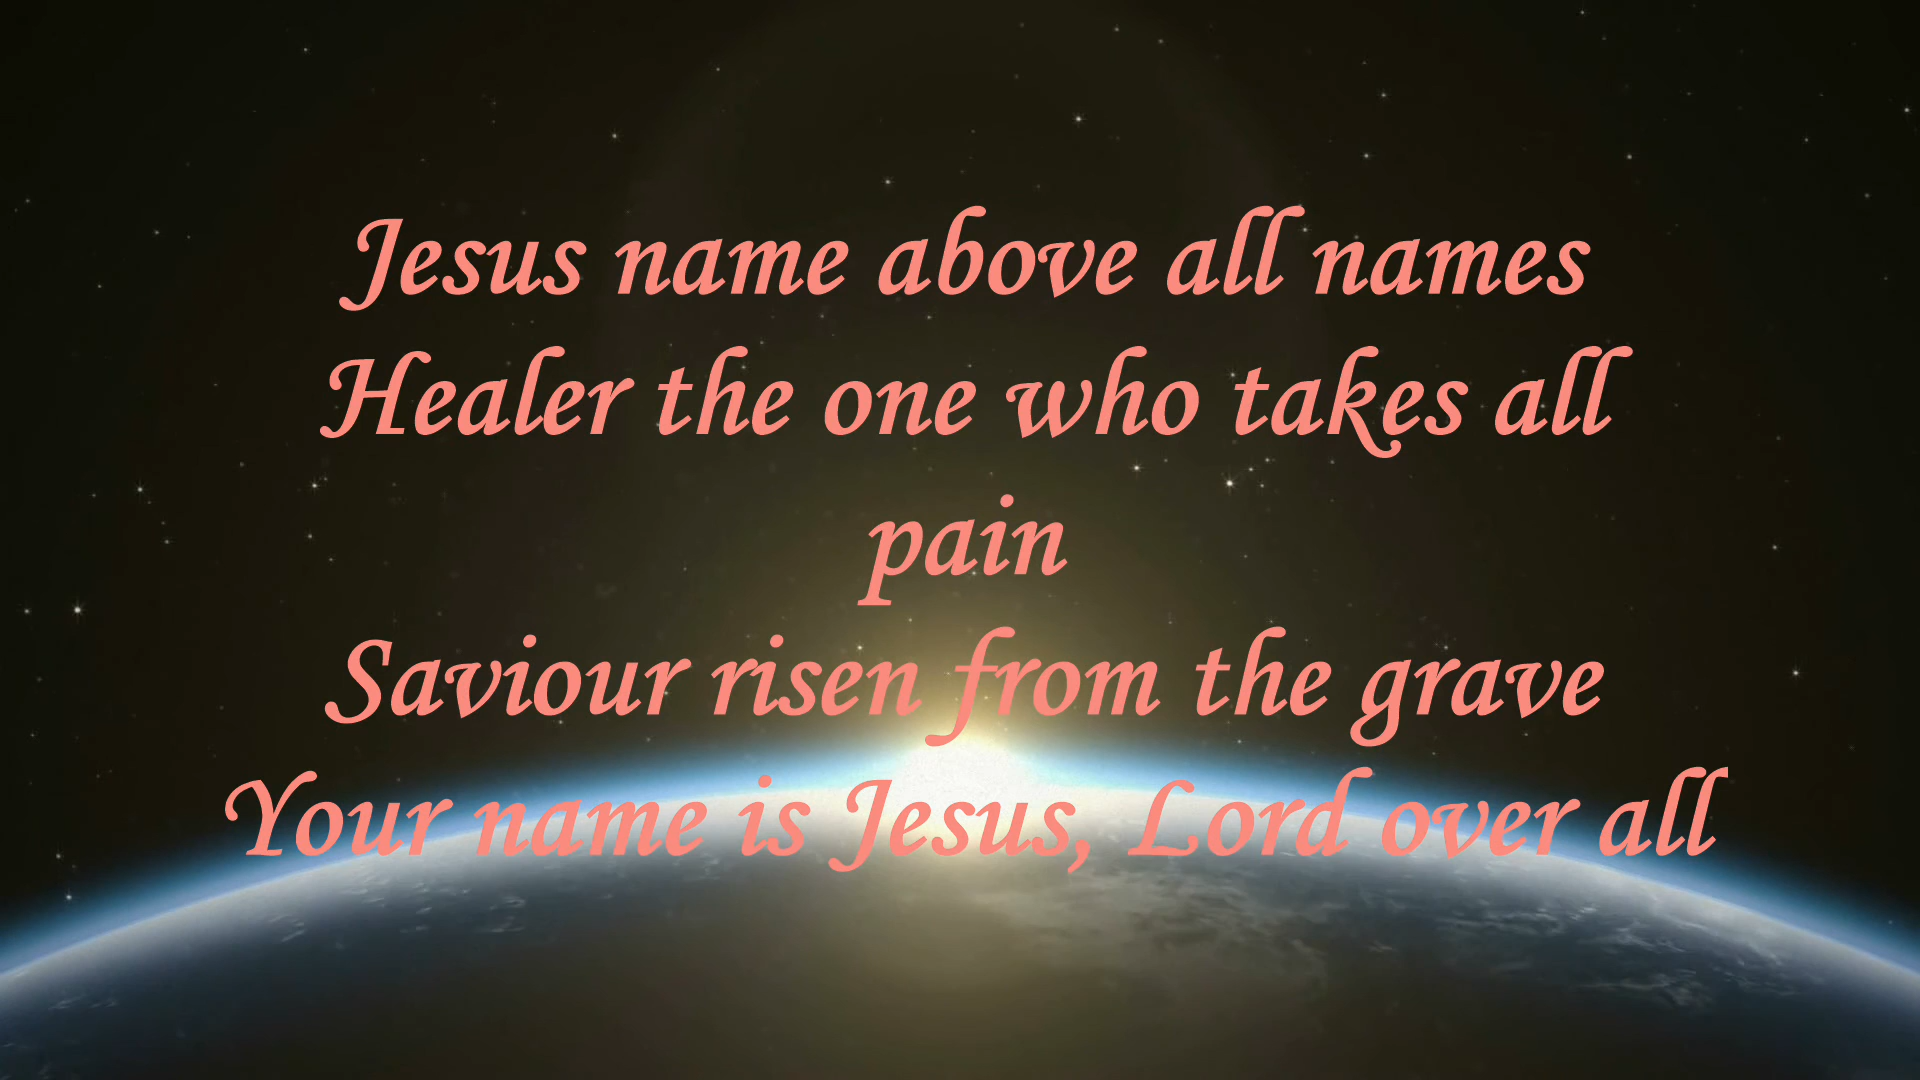 Jesus name above all names
Healer the one who takes all
pain
Saviour risen from the grave
Your name is Jesus, Lord over all